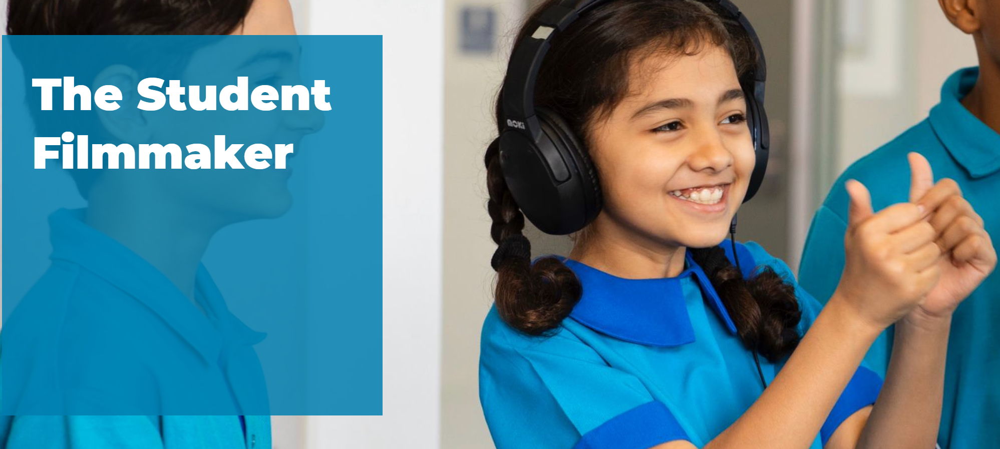 The Student
Filmmaker
MOKI